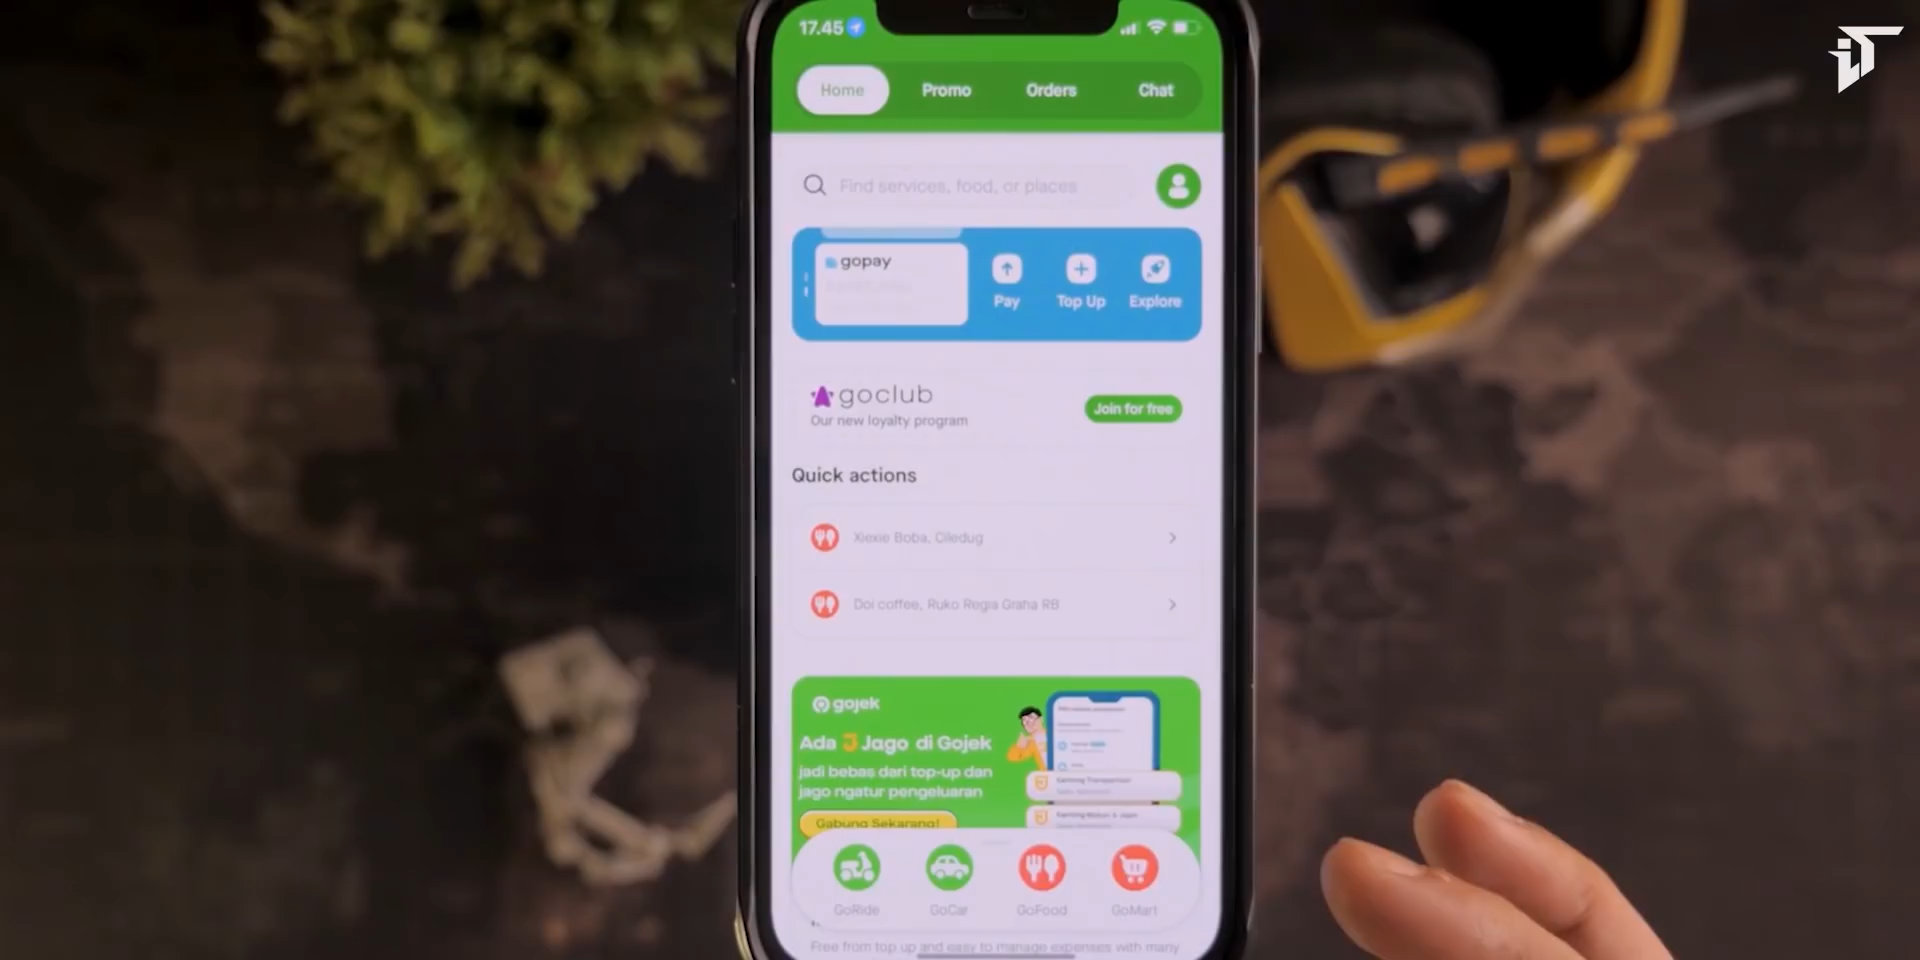 17.45
Home
Promo
Orders
Chat
Find services, food, or places
gopay
Pay
Top Up
Explore
goclub
Our new loyalty program
Join for free
Quick actions
Xiexie Boba, Ciledug
Doi coffee, Ruko Regia Graha RB
gojek
Ada Jago di Gojek
jadi bebas dari top-up dan
jago ngatur pengeluaran
Gabung Sekarang!
GoRide
GoCar
GoFood
GoMart
Free from top up and easy to manage expenses with many